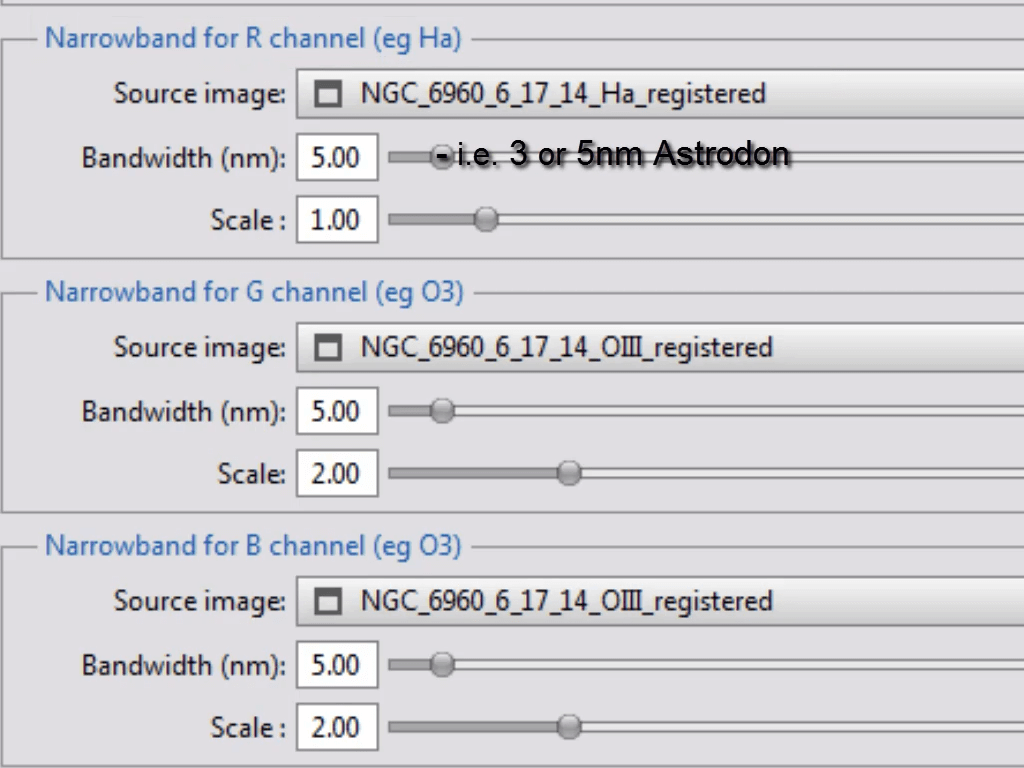 Narrowband for R channel (eg Ha)
Source image: NGC_6960_6_17_14_Ha_registered
Bandwidth (nm): 5.00 - i.e. 3 or 5nm Astrodon
Scale : 1.00
Narrowband for G channel (eg O3)
Source image: NGC_6960_6_17_14_OIII_registered
Bandwidth (nm): 5.00
Scale: 2.00
Narrowband for B channel (eg O3)
Source image: NGC_6960_6_17_14_OIII_registered
Bandwidth (nm): 5.00
Scale : 2.00